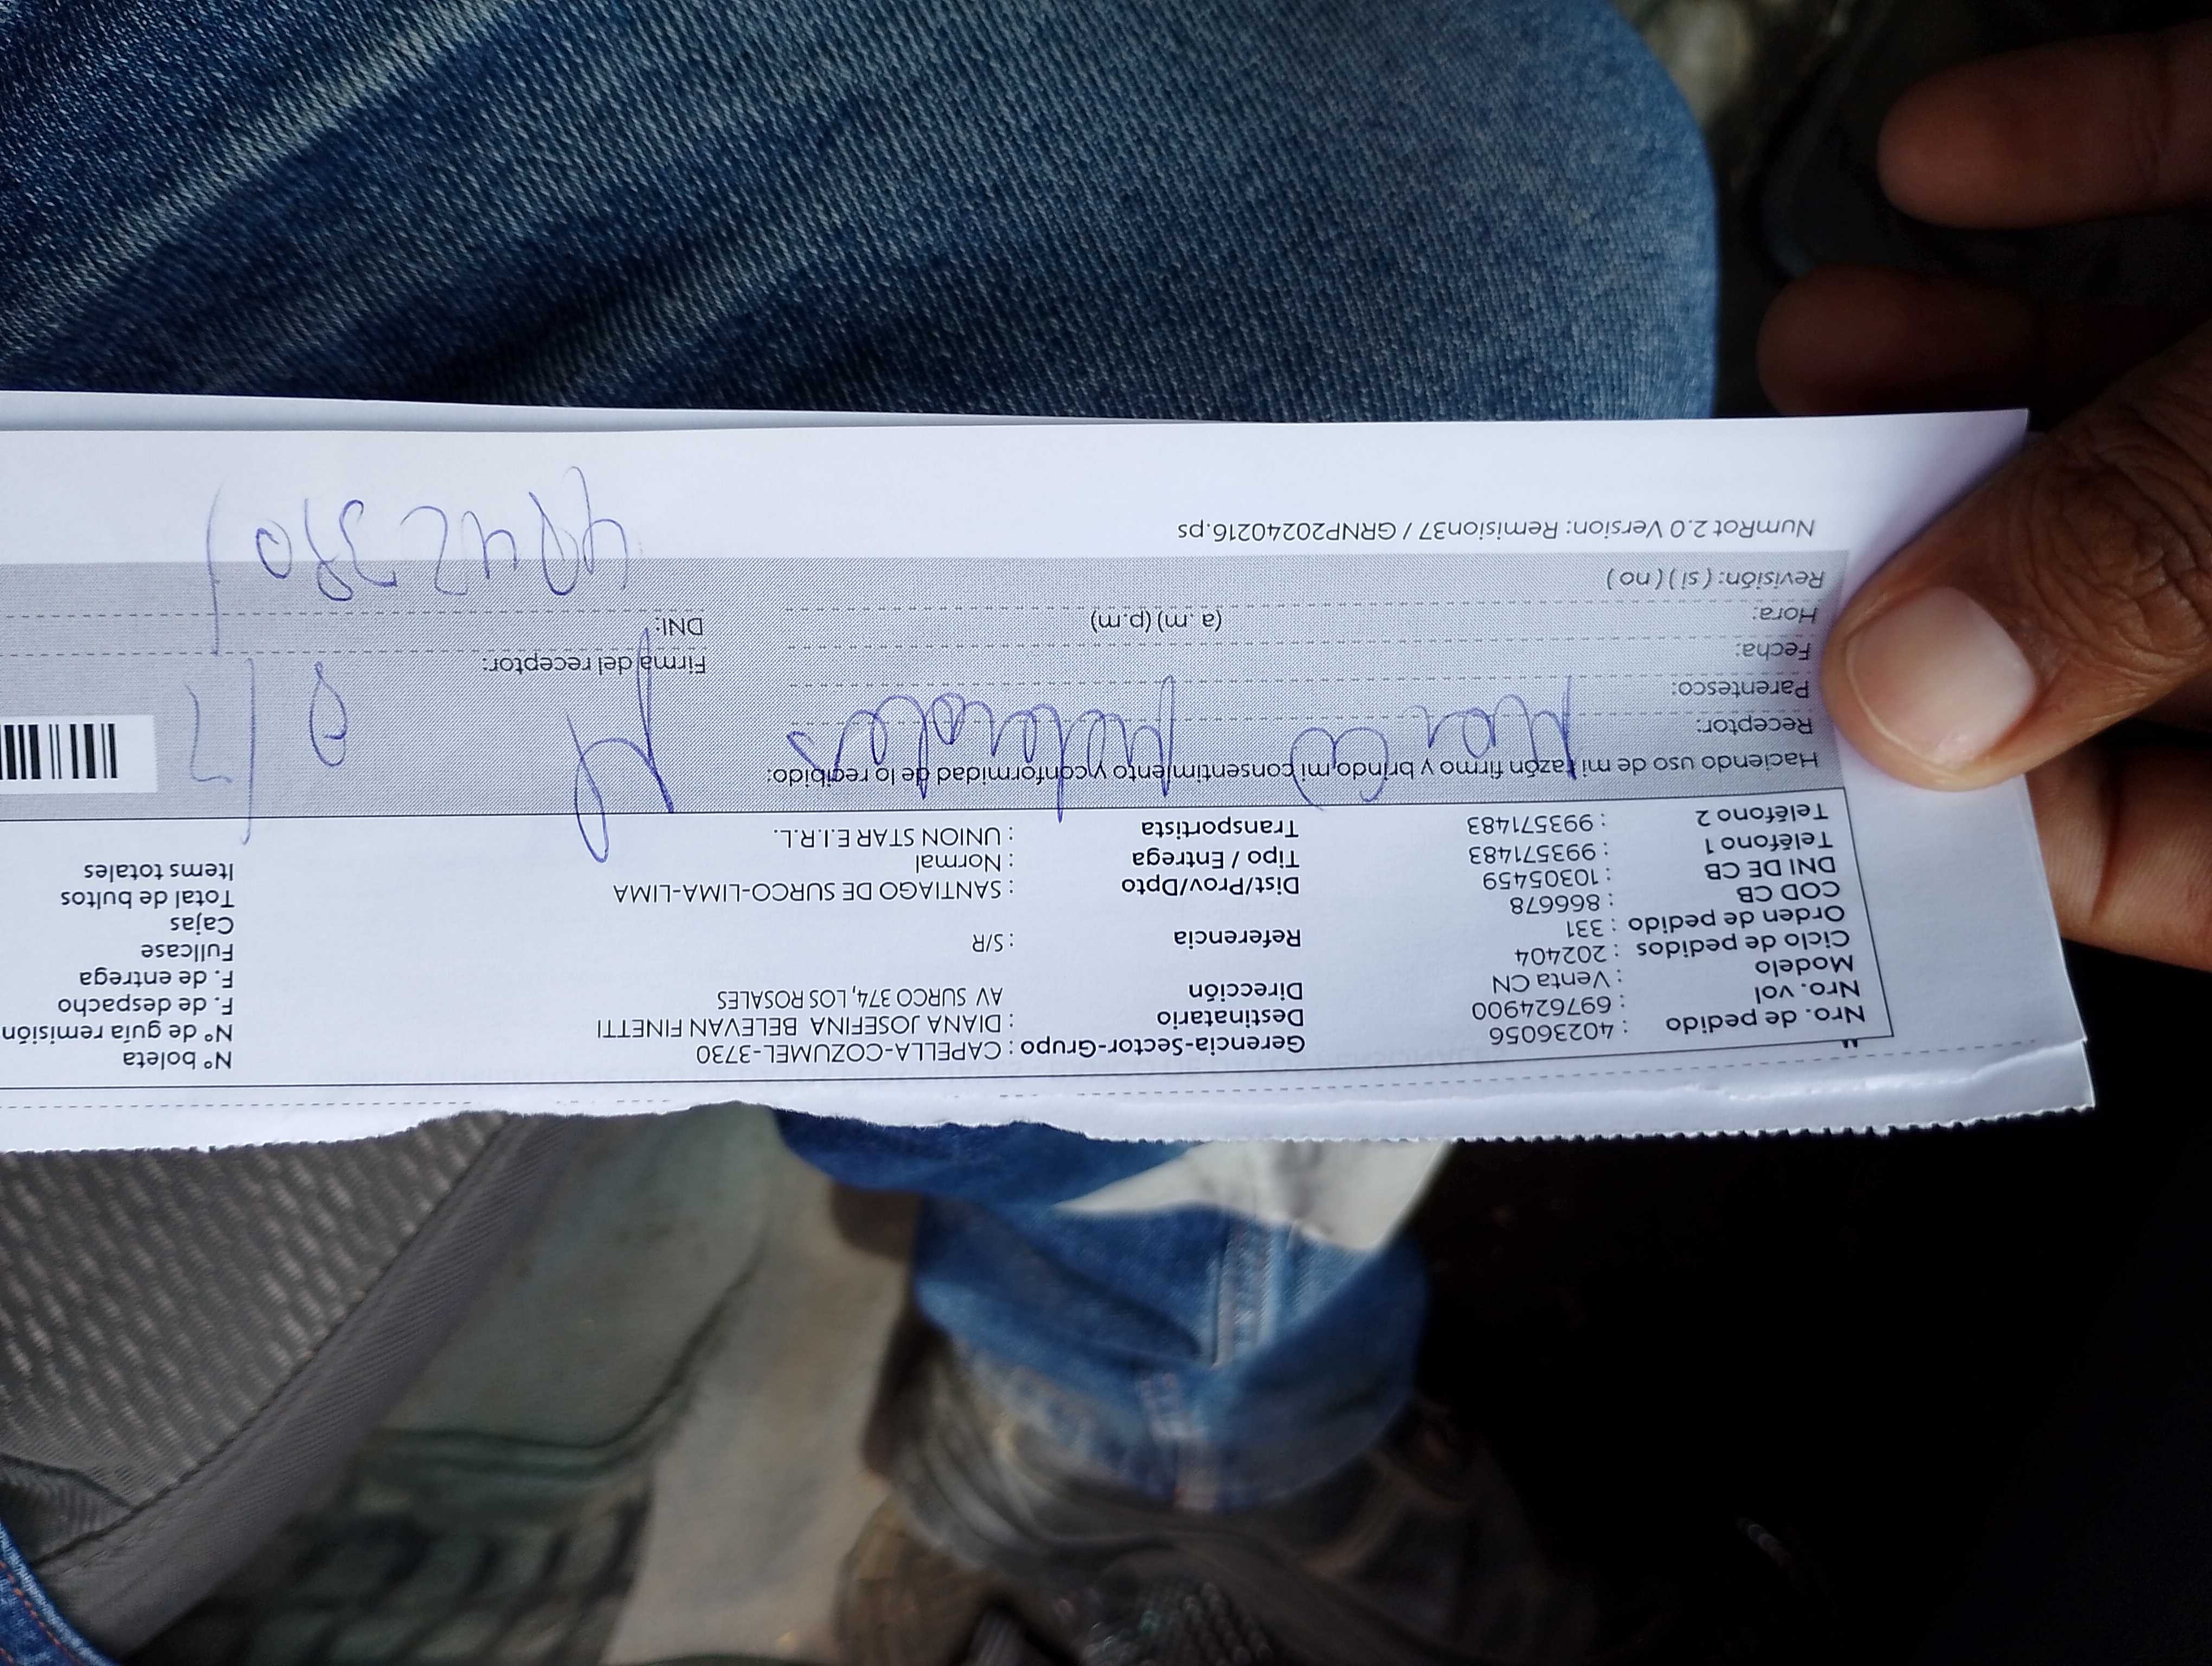 Nro. de pedido : 40236056 Gerencia-Sector-Grupo : CAPELLA-COZUMEL-3730 Nº boleta
Nro. vol : 697624900 Destinatario : DIANA JOSEFINA BELEVAN FINETTI Nº de guía remisión
Modelo : Venta CN Dirección AV SURCO 374, LOS ROSALES F. de despacho
Ciclo de pedidos : 202404 F. de entrega
Orden de pedido : 331 Referencia : S/R Fullcase
COD CB : 866678 Cajas
DNI DE CB : 10305459 Dist/Prov/Dpto : SANTIAGO DE SURCO-LIMA-LIMA Total de bultos
Teléfono 1 : 993571483 Tipo / Entrega : Normal Items totales
Teléfono 2 : 993571483 Transportista : UNION STAR E.I.R.L.
Haciendo uso de mi razón firmo y brindo mi consentimiento y conformidad de lo recibido:
Receptor:
Parentesco:
Fecha: Firma del receptor:
Hora: (a .m) (p.m) DNI:
Revisión: ( si ) ( no )
NumRot 2.0 Version: Remision37 / GRNP20240216.ps